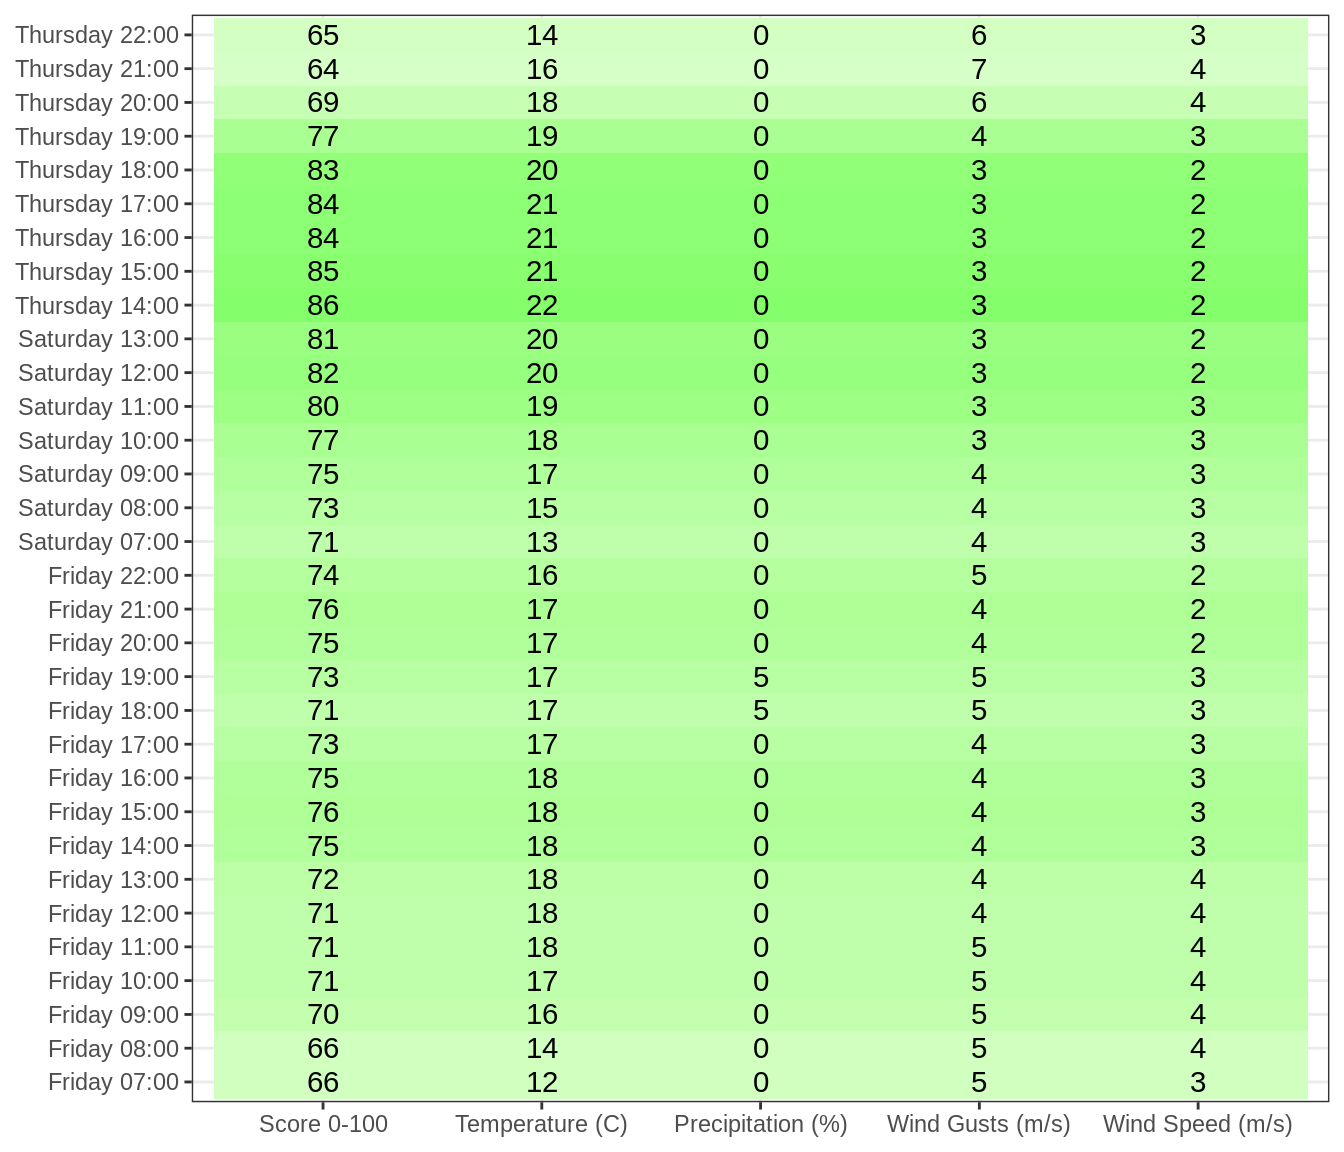 Thursday 22:00 65 14 0 6 3
Thursday 21:00 64 16 0 7 4
Thursday 20:00 69 18 0 6 4
Thursday 19:00 77 19 0 4 3
Thursday 18:00 83 20 0 3 2
Thursday 17:00 84 21 0 3 2
Thursday 16:00 84 21 0 3 2
Thursday 15:00 85 21 0 3 2
Thursday 14:00 86 22 0 3 2
Saturday 13:00 81 20 0 3 2
Saturday 12:00 82 20 0 3 2
Saturday 11:00 80 19 0 3 3
Saturday 10:00 77 18 0 3 3
Saturday 09:00 75 17 0 4 3
Saturday 08:00 73 15 0 4 3
Saturday 07:00 71 13 0 4 3
Friday 22:00 74 16 0 5 2
Friday 21:00 76 17 0 4 2
Friday 20:00 75 17 0 4 2
Friday 19:00 73 17 5 5 3
Friday 18:00 71 17 5 5 3
Friday 17:00 73 17 0 4 3
Friday 16:00 75 18 0 4 3
Friday 15:00 76 18 0 4 3
Friday 14:00 75 18 0 4 3
Friday 13:00 72 18 0 4 4
Friday 12:00 71 18 0 4 4
Friday 11:00 71 18 0 5 4
Friday 10:00 71 17 0 5 4
Friday 09:00 70 16 0 5 4
Friday 08:00 66 14 0 5 4
Friday 07:00 66 12 0 5 3
Score 0-100 Temperature (C) Precipitation (%) Wind Gusts (m/s) Wind Speed (m/s)